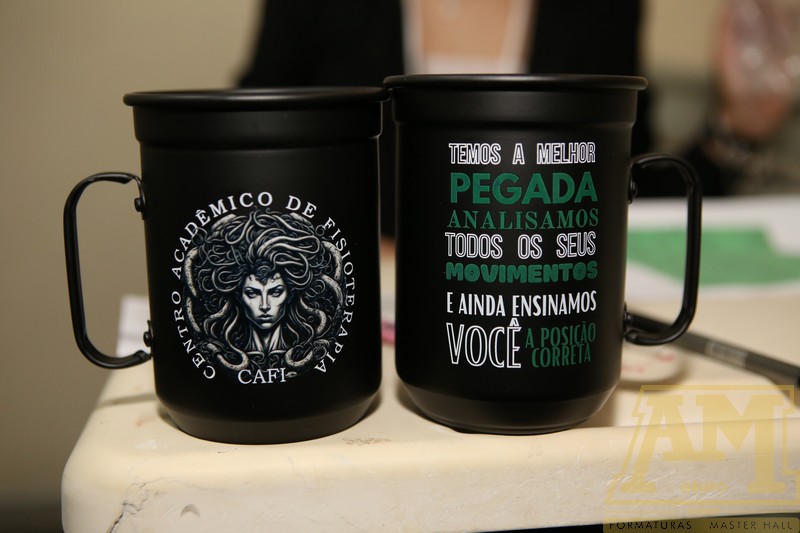 CENTRO ACADÊMICO DE FISIOTERAPIA
CAFI
TEMOS A MELHOR
PEGADA
ANALISAMOS
TODOS OS SEUS
MOVIMENTOS
E AINDA ENSINAMOS
VOCÊ A POSIÇÃO
CORRETA
AM
FORMATURAS MASTER HALL